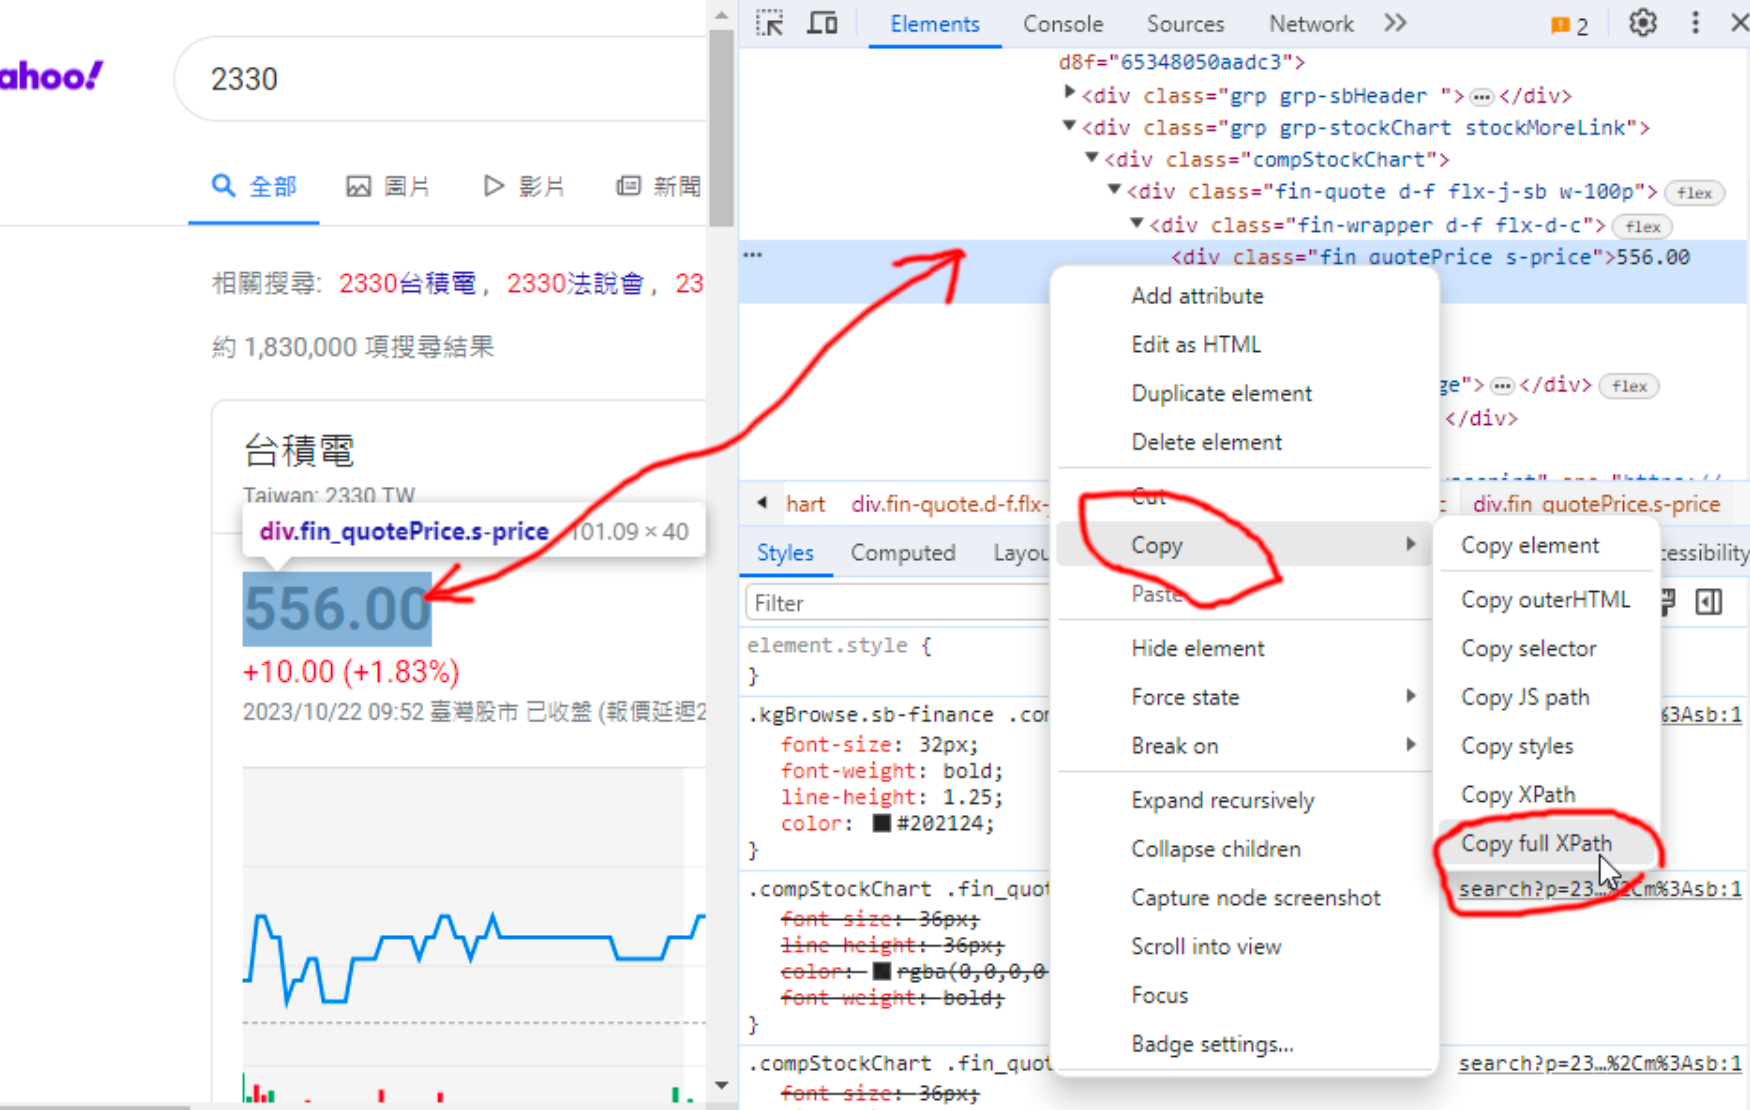 ahoo!
2330
全部 圖片 影片 新聞
相關搜尋: 2330台積電, 2330法說會, 23
約 1,830,000 項搜尋結果
台積電
Taiwan: 2330.TW
div.fin_quotePrice.s-price 101.09 × 40
556.00
+10.00 (+1.83%)
2023/10/22 09:52 臺灣股市 已收盤 (報價延遲2
Elements Console Sources Network 2
d8f="65348050aadc3">
<div class="grp grp-sbHeader ">…</div>
<div class="grp grp-stockChart stockMoreLink">
<div class="compStockChart">
<div class="fin-quote d-f flx-j-sb w-100p"> flex
<div class="fin-wrapper d-f flx-d-c"> flex
… <div class="fin_quotePrice s-price">556.00
ge">…</div> flex
</div>
hart div.fin-quote.d-f.flx- div.fin_quotePrice.s-price
Styles Computed Layou cessibility
Filter
element.style {
}
.kgBrowse.sb-finance .con %3Asb:1
font-size: 32px;
font-weight: bold;
line-height: 1.25;
color: #202124;
}
.compStockChart .fin_quot search?p=23…%2Cm%3Asb:1
font-size: 36px;
line-height: 36px;
color: rgba(0,0,0,0
font-weight: bold;
}
.compStockChart .fin_quot search?p=23…%2Cm%3Asb:1
font-size: 36px;
Add attribute
Edit as HTML
Duplicate element
Delete element
Cut
Copy
Paste
Hide element
Force state
Break on
Expand recursively
Collapse children
Capture node screenshot
Scroll into view
Focus
Badge settings...
Copy element
Copy outerHTML
Copy selector
Copy JS path
Copy styles
Copy XPath
Copy full XPath